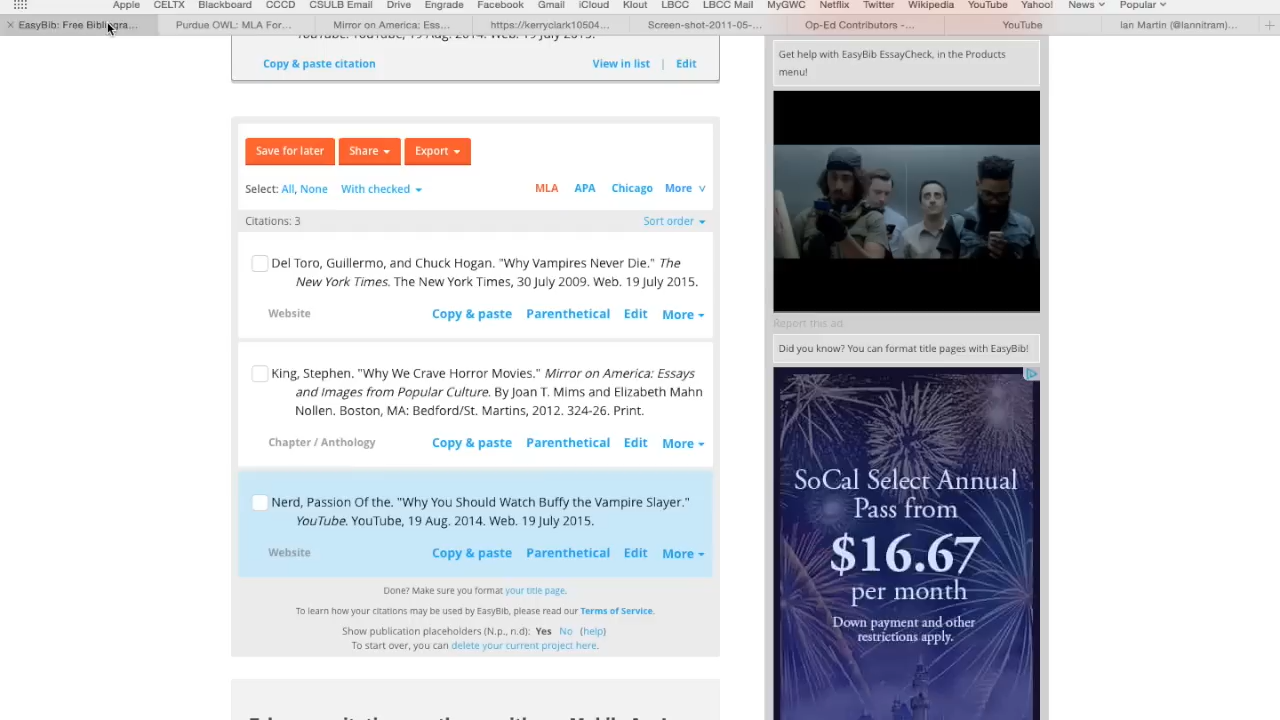 Apple CELTX Blackboard CCCD CSULB Email Drive Engrade Facebook Gmail iCloud Klout LBCC LBCC Mail MyGWC Netflix Twitter Wikipedia YouTube Yahoo! News Popular
EasyBib: Free Bibliogra... Purdue OWL: MLA For... Mirror on America: Ess... https://kerryclark10504... Screen-shot-2011-05-... Op-Ed Contributors -... YouTube Ian Martin (@Iannitram)...
YouTube. YouTube, 19 Aug. 2014. Web. 19 July 2015.
Copy & paste citation View in list | Edit
Save for later Share Export
Select: All, None With checked MLA APA Chicago More
Citations: 3 Sort order
Del Toro, Guillermo, and Chuck Hogan. "Why Vampires Never Die." The
New York Times. The New York Times, 30 July 2009. Web. 19 July 2015.
Website Copy & paste Parenthetical Edit More
King, Stephen. "Why We Crave Horror Movies." Mirror on America: Essays
and Images from Popular Culture. By Joan T. Mims and Elizabeth Mahn
Nollen. Boston, MA: Bedford/St. Martins, 2012. 324-26. Print.
Chapter / Anthology Copy & paste Parenthetical Edit More
Nerd, Passion Of the. "Why You Should Watch Buffy the Vampire Slayer."
YouTube. YouTube, 19 Aug. 2014. Web. 19 July 2015.
Website Copy & paste Parenthetical Edit More
Done? Make sure you format your title page.
To learn how your citations may be used by EasyBib, please read our Terms of Service.
Show publication placeholders (N.p., n.d): Yes No (help)
To start over, you can delete your current project here.
Get help with EasyBib EssayCheck, in the Products
menu!
Report this ad
Did you know? You can format title pages with EasyBib!
SoCal Select Annual
Pass from
$16.67
per month
Down payment and other
restrictions apply.